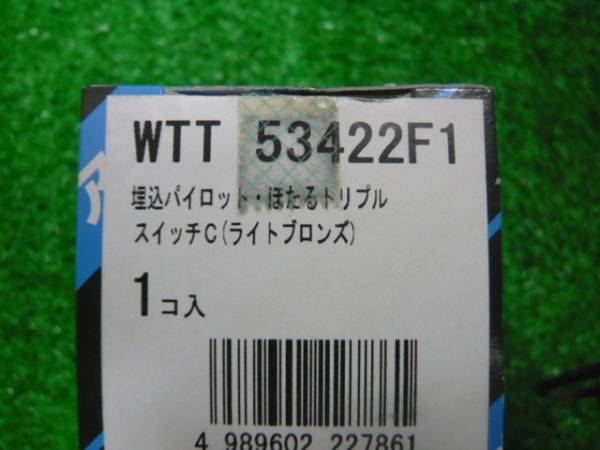 WTT 53422F1
埋込パイロット・ほたるトリプル
スイッチC(ライトブロンズ)
1コ入
4 989602 227861
ア